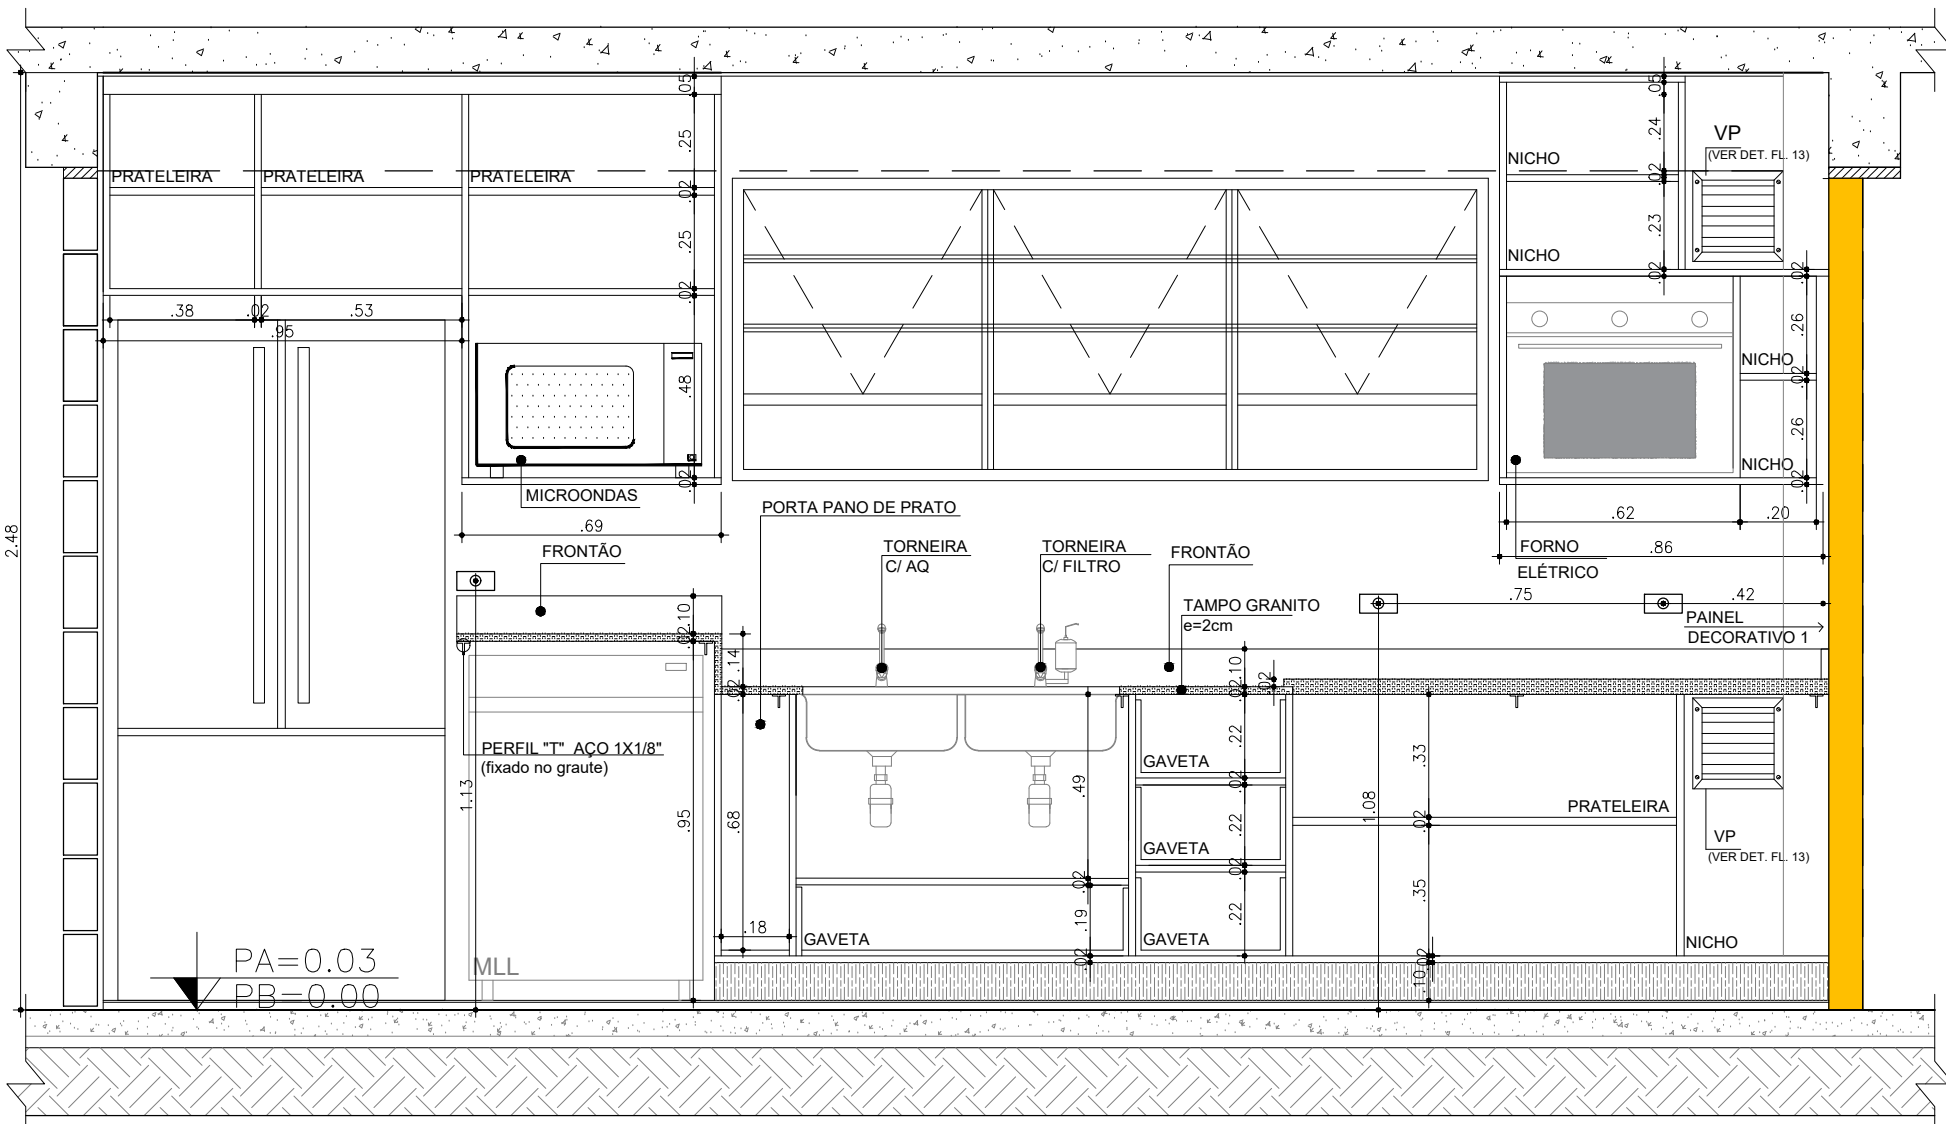 .05
.05
.25
.24
VP
(VER DET. FL. 13)
NICHO
PRATELEIRA
PRATELEIRA
PRATELEIRA
.02
.02
.25
.23
NICHO
.02
.02
.02
.38
.02
.53
.95
.26
NICHO
.02
.48
.26
NICHO
.02
.02
MICROONDAS
PORTA PANO DE PRATO
.69
.62
.20
2.48
FRONTÃO
TORNEIRA
C/ AQ
TORNEIRA
C/ FILTRO
FRONTÃO
FORNO
ELÉTRICO
.86
.75
.42
TAMPO GRANITO
e=2cm
PAINEL
DECORATIVO 1
.10
.02
.14
.02
.10
.02
.02
PERFIL "T" AÇO 1X1/8"
(fixado no graute)
1.13
.95
.68
.49
GAVETA
.22
.02
.33
1.08
PRATELEIRA
.02
VP
(VER DET. FL. 13)
GAVETA
.22
.02
.02
.35
.19
.18
GAVETA
GAVETA
.22
NICHO
.02
.02
.10
PA=0.03
PB=0.00
MLL